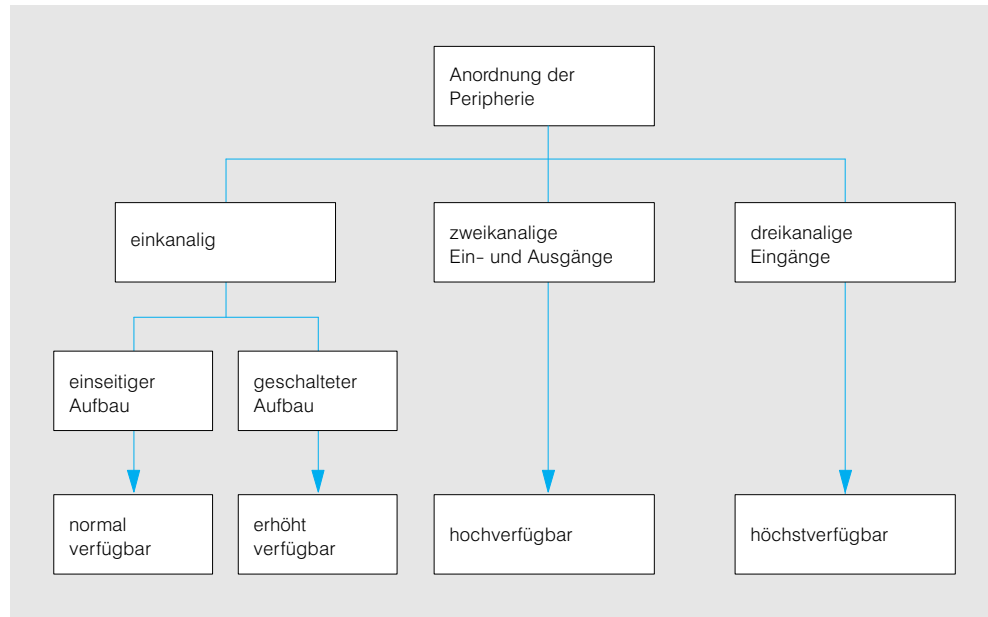 Anordnung der
Peripherie
einkanalig
zweikanalige
Ein- und Ausgänge
dreikanalige
Eingänge
einseitiger
Aufbau
geschalteter
Aufbau
normal
verfügbar
erhöht
verfügbar
hochverfügbar
höchstverfügbar